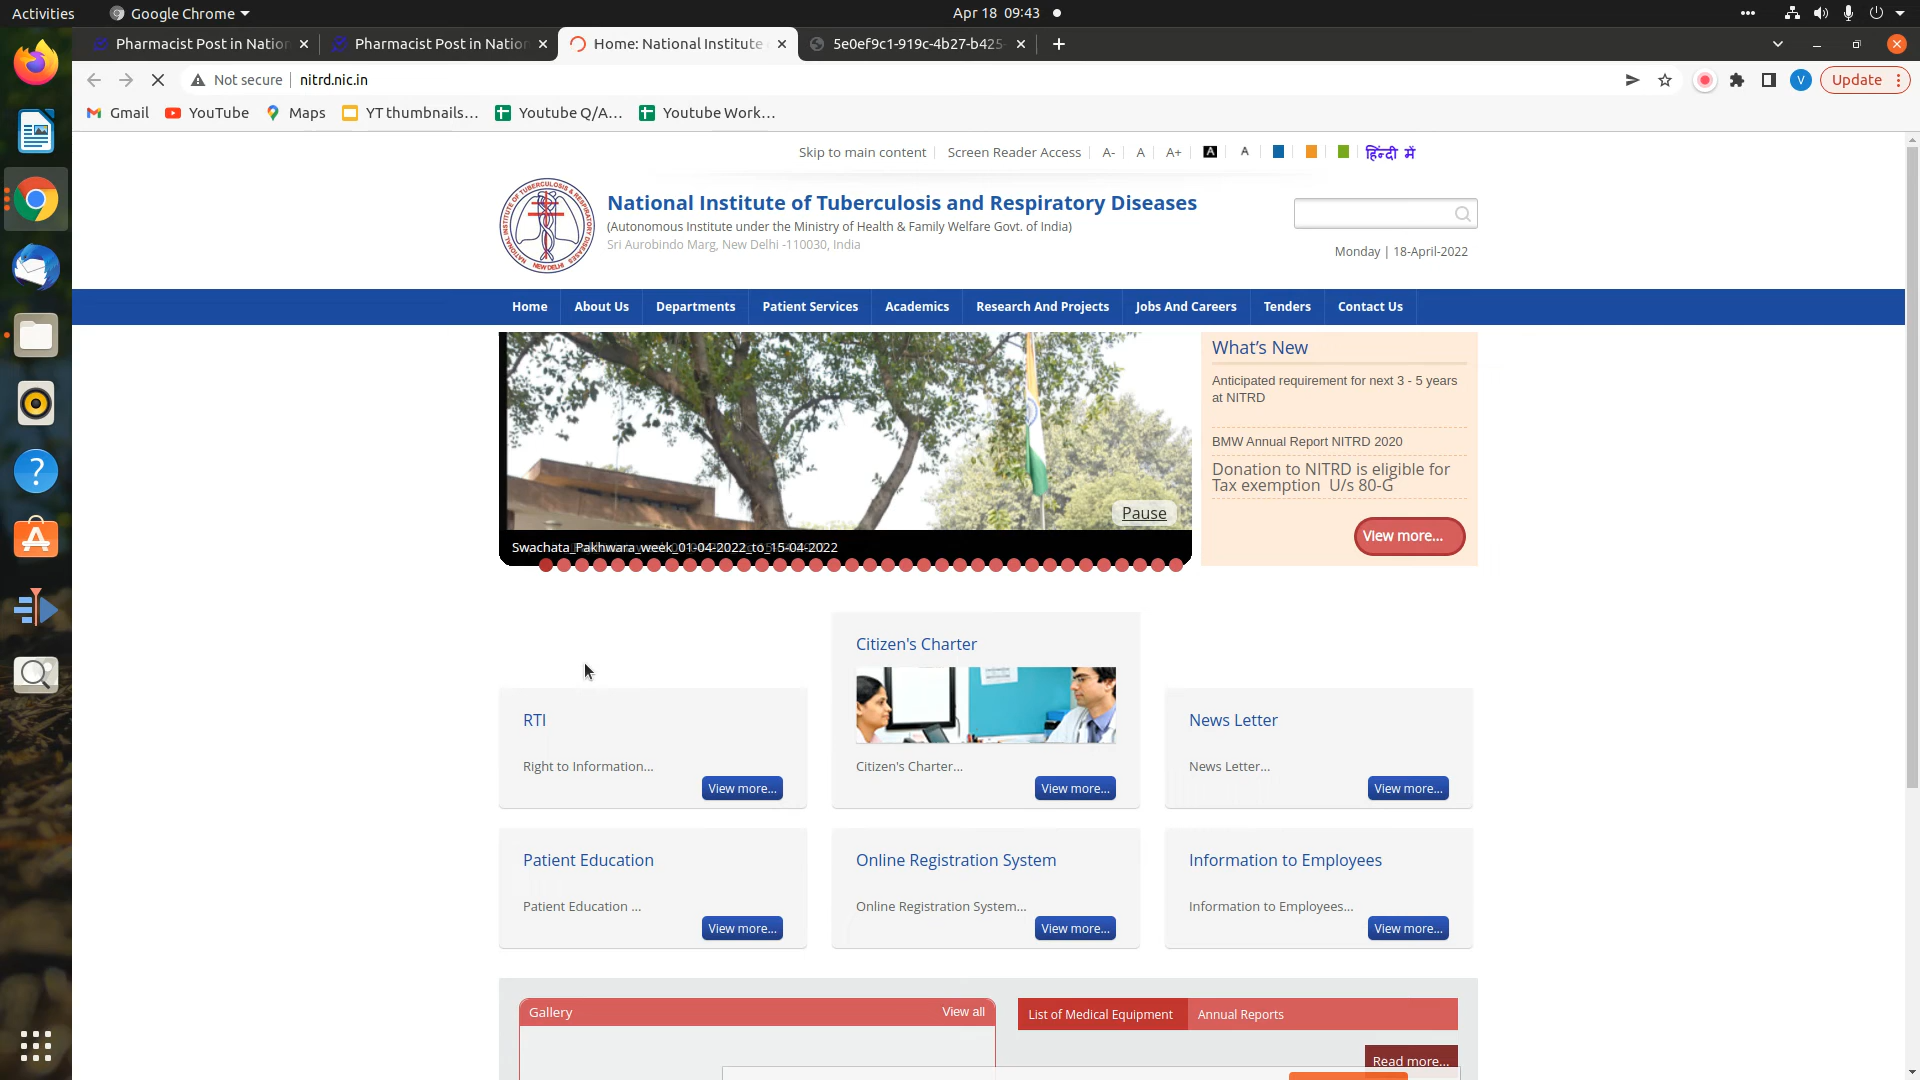 Activities
Google Chrome
Apr 18 09:43
Pharmacist Post in Nation
Pharmacist Post in Nation
Home: National Institute
5e0ef9c1-919c-4b27-b425-
Not secure
nitrd.nic.in
V
Update
Gmail
YouTube
Maps
YT thumbnails...
Youtube Q/A...
Youtube Work...
Skip to main content
Screen Reader Access
A-
A
A+
A
A
हिन्दी में
National Institute of Tuberculosis and Respiratory Diseases
(Autonomous Institute under the Ministry of Health & Family Welfare Govt. of India)
Sri Aurobindo Marg, New Delhi -110030, India
Monday | 18-April-2022
Home
About Us
Departments
Patient Services
Academics
Research And Projects
Jobs And Careers
Tenders
Contact Us
What's New
Anticipated requirement for next 3 - 5 years
at NITRD
BMW Annual Report NITRD 2020
Donation to NITRD is eligible for
Tax exemption U/s 80-G
View more...
Pause
Swachata_Pakhwara_week_01-04-2022_to_15-04-2022
Citizen's Charter
Citizen's Charter...
View more...
RTI
Right to Information...
View more...
News Letter
News Letter...
View more...
Patient Education
Patient Education ...
View more...
Online Registration System
Online Registration System...
View more...
Information to Employees
Information to Employees...
View more...
Gallery
View all
List of Medical Equipment
Annual Reports
Read more...